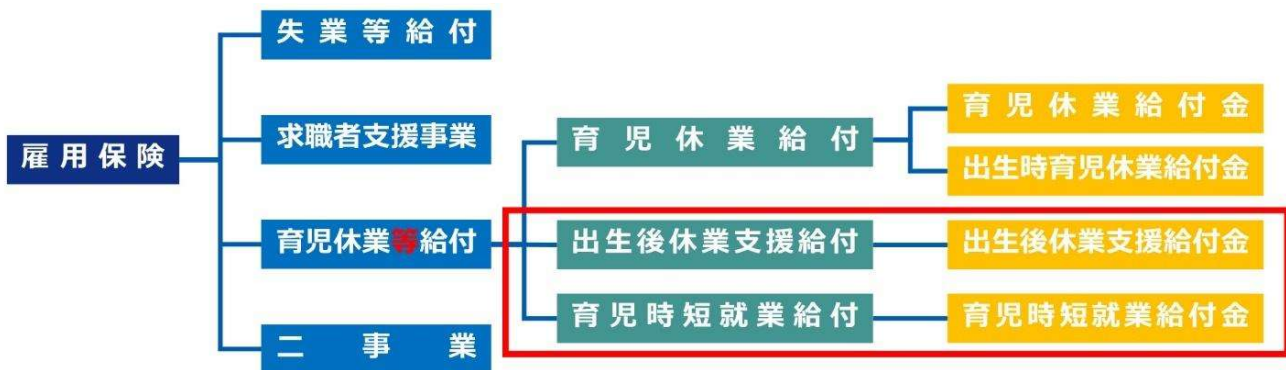 雇用保険
失業等給付
求職者支援事業
育児休業等給付
二事業
育児休業給付
出生後休業支援給付
育児時短就業給付
育児休業給付金
出生時育児休業給付金
出生後休業支援給付金
育児時短就業給付金